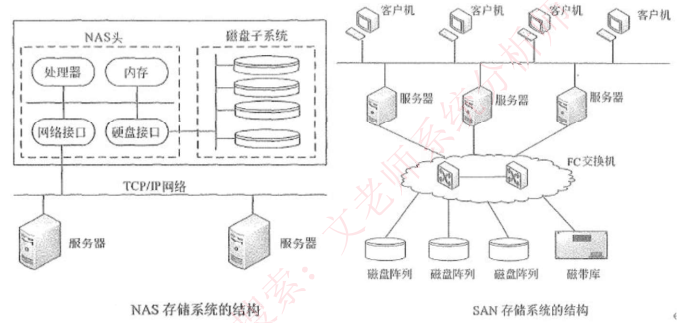 NAS头
磁盘子系统
处理器
内存
网络接口
硬盘接口
TCP/IP网络
服务器
服务器
NAS 存储系统的结构
客户机
客户机
客户机
客户机
服务器
服务器
服务器
FC交换机
磁盘阵列
磁盘阵列
磁盘阵列
磁带库
SAN 存储系统的结构
搜索：文老师系统分析师